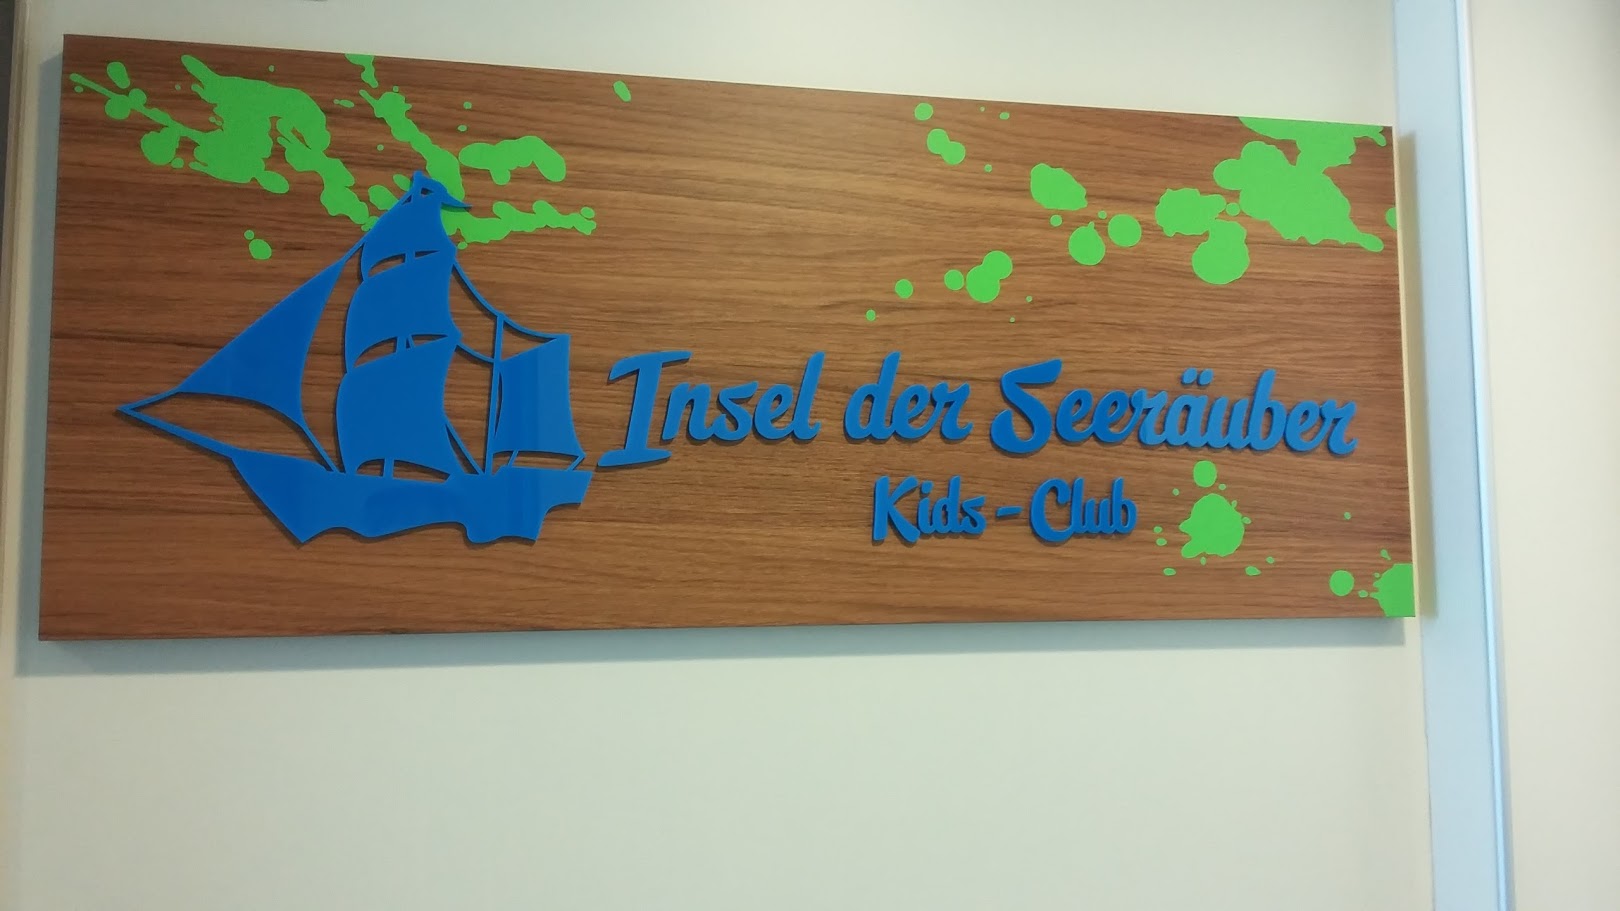 Insel der Seeräuber
Kids - Club